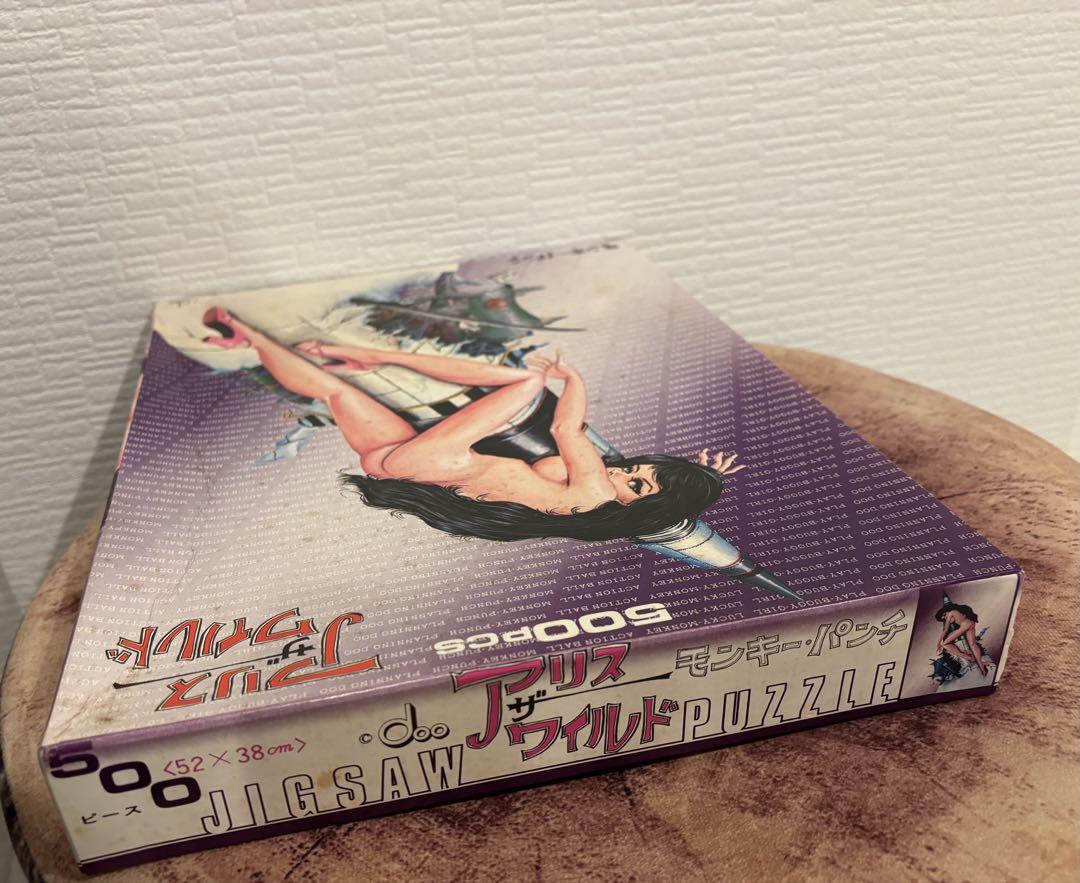 アリス
ザ
ワイルド
500PCS
LUCKY-MONKEY
ACTION BALL
MONKEY-PUNCH
PLANNING DOO
PLAY-BUGGY-GIRL
500
ピース
<52×38cm>
JIGSAW
© doo
アリス
ザ
ワイルド
モンキー・パンチ
PUZZLE